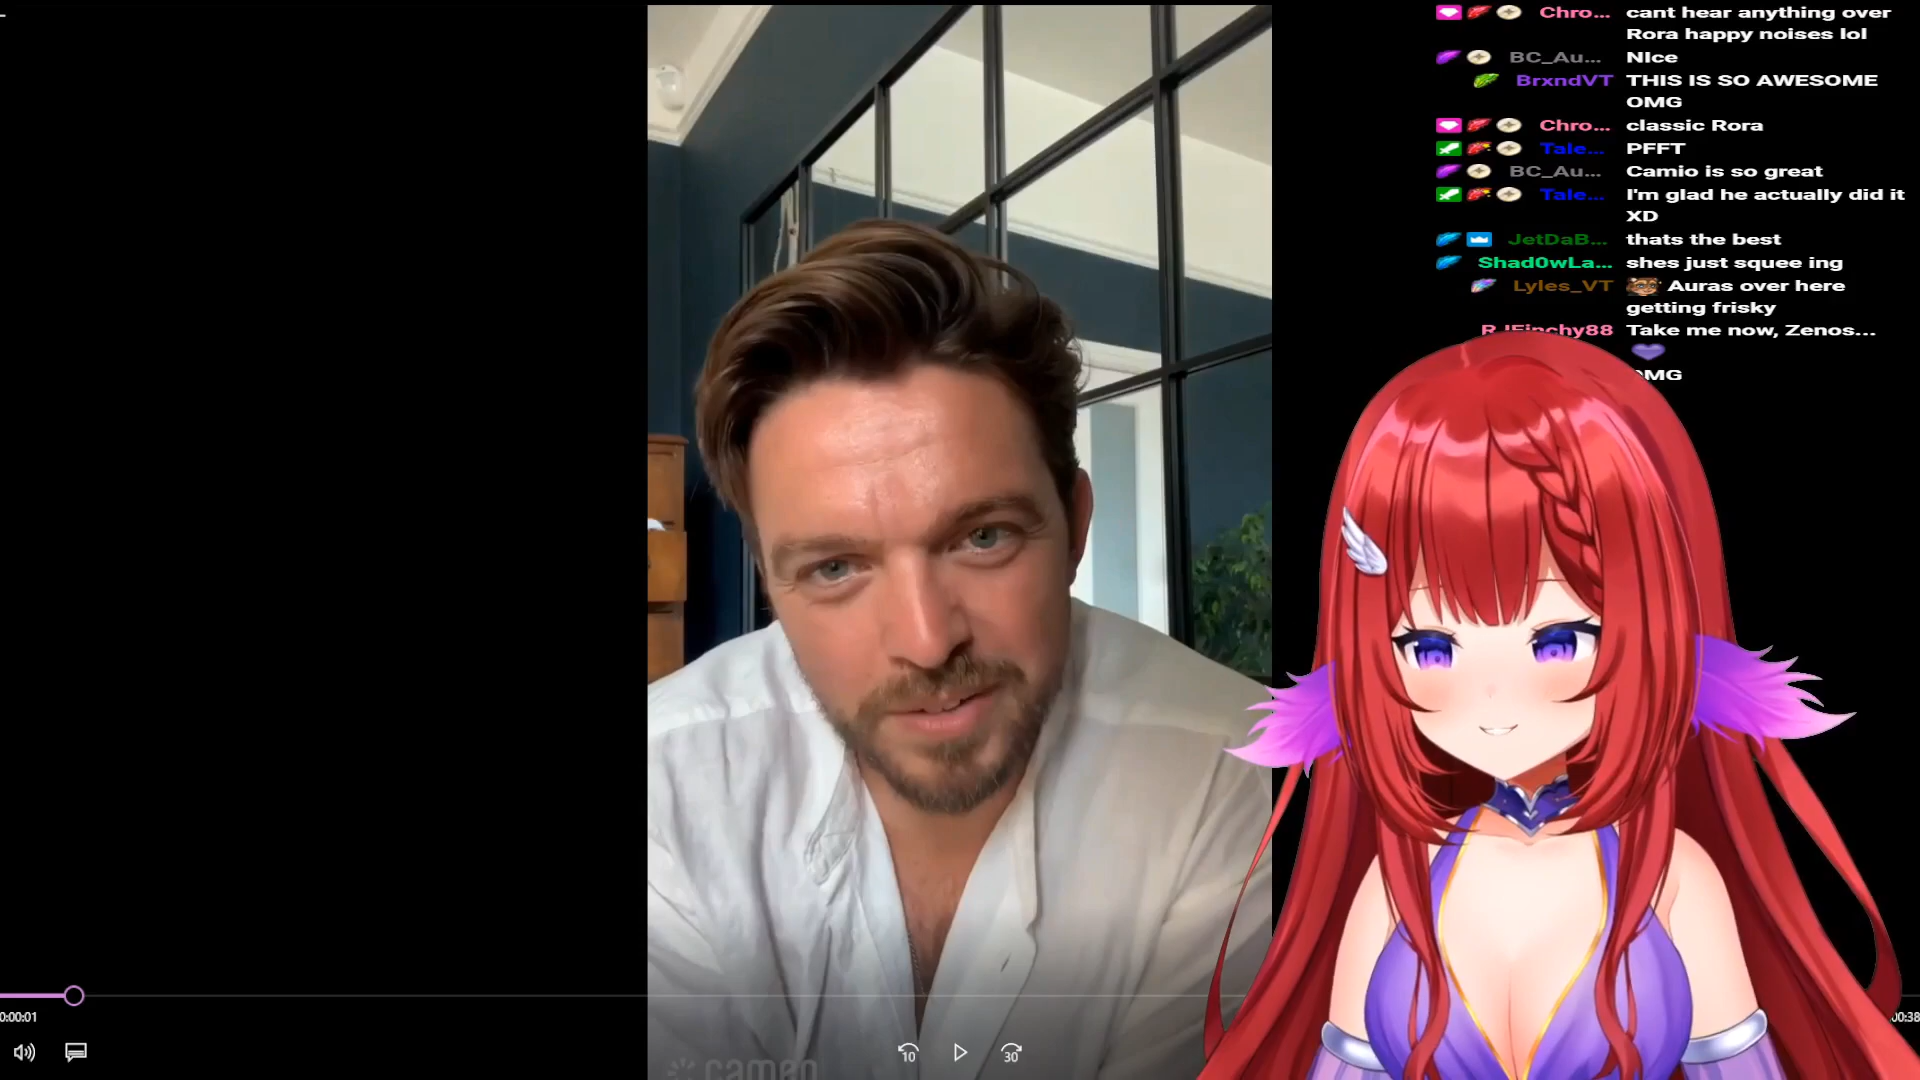 Chro... cant hear anything over
Rora happy noises lol
BC_Au... NIce
BrxndVT THIS IS SO AWESOME
OMG
Chro... classic Rora
Tale... PFFT
BC_Au... Camio is so great
Tale... I'm glad he actually did it
XD
JetDaB... thats the best
Shad0wLa... shes just squee ing
Lyles_VT Auras over here
getting frisky
RJFinchy88 Take me now, Zenos...
OMG
0:00:01
00:38
10
30
cameo